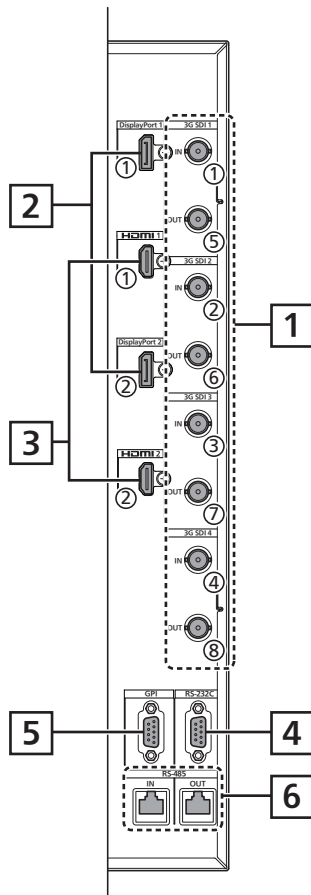 DisplayPort 1 3G SDI 1
IN
① ①
2
OUT
HDMI 1 ⑤
3G SDI 2
① IN
② 1
DisplayPort 2
OUT
② ⑥
3G SDI 3
3 IN
HDMI 2 ③
② OUT
⑦
3G SDI 4
IN
④
OUT
⑧
GPI RS-232C
5 4
RS-485
IN OUT 6